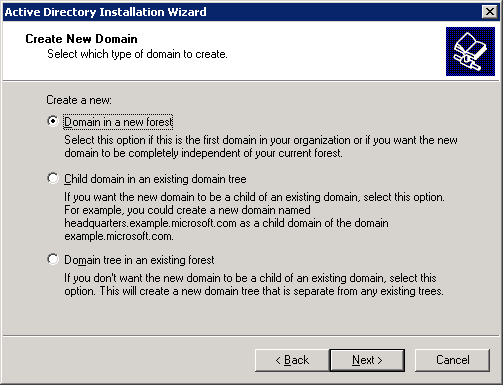 Active Directory Installation Wizard
Create New Domain
Select which type of domain to create.
Create a new:
Domain in a new forest
Select this option if this is the first domain in your organization or if you want the new
domain to be completely independent of your current forest.
Child domain in an existing domain tree
If you want the new domain to be a child of an existing domain, select this option.
For example, you could create a new domain named
headquarters.example.microsoft.com as a child domain of the domain
example.microsoft.com.
Domain tree in an existing forest
If you don't want the new domain to be a child of an existing domain, select this
option. This will create a new domain tree that is separate from any existing trees.
< Back
Next >
Cancel